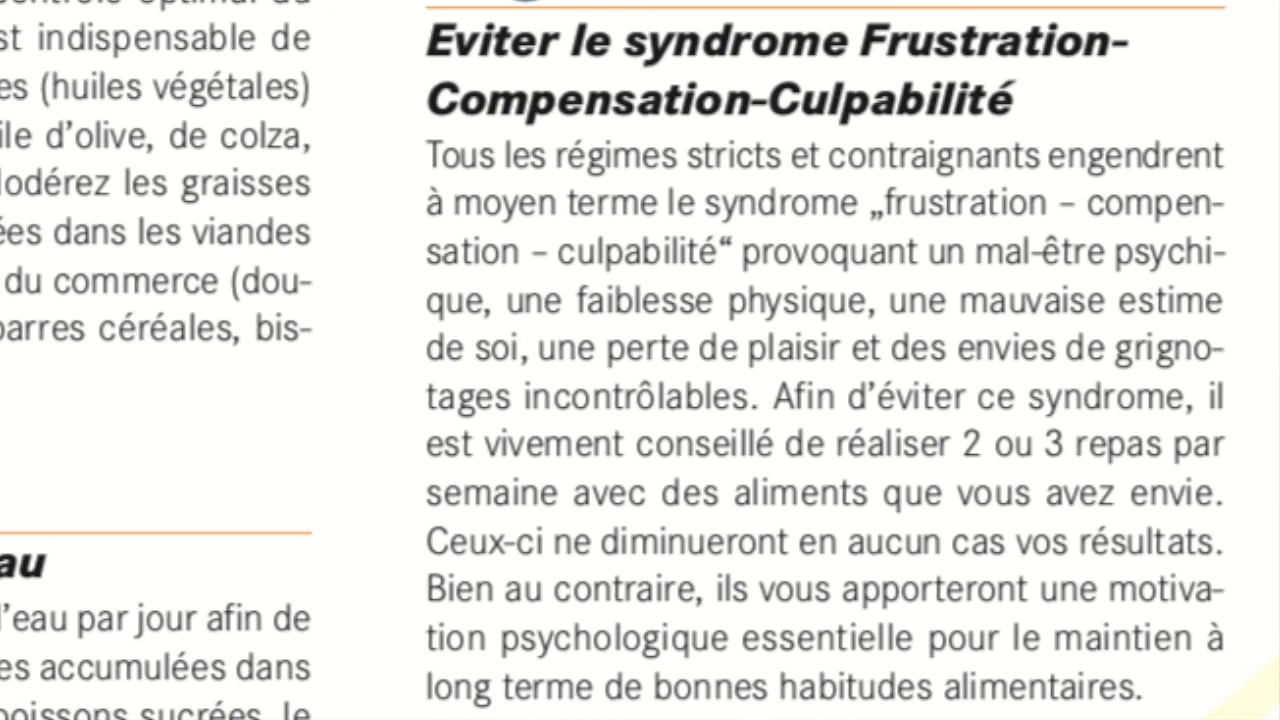 st indispensable de
es (huiles végétales)
d'olive, de colza,
les graisses
dans les viandes
du commerce (dou-
barres céréales, bis-
l'eau par jour afin de
es accumulées dans
boissons sucrées, le
Eviter le syndrome Frustration-
Compensation-Culpabilité
Tous les régimes stricts et contraignants engendrent
à moyen terme le syndrome „frustration – compen-
sation – culpabilité“ provoquant un mal-être psychi-
que, une faiblesse physique, une mauvaise estime
de soi, une perte de plaisir et des envies de grigno-
tages incontrôlables. Afin d'éviter ce syndrome, il
est vivement conseillé de réaliser 2 ou 3 repas par
semaine avec des aliments que vous avez envie.
Ceux-ci ne diminueront en aucun cas vos résultats.
Bien au contraire, ils vous apporteront une motiva-
tion psychologique essentielle pour le maintien à
long terme de bonnes habitudes alimentaires.